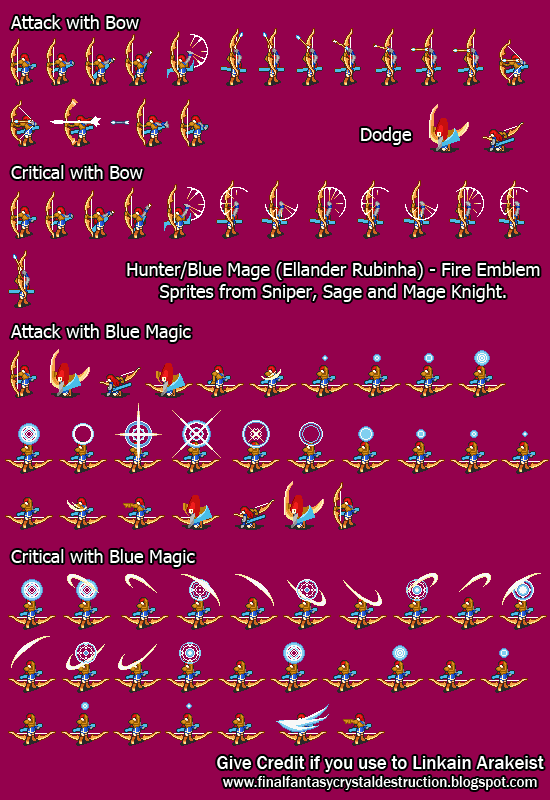 Attack with Bow
Dodge
Critical with Bow
Hunter/Blue Mage (Ellander Rubinha) - Fire Emblem
Sprites from Sniper, Sage and Mage Knight.
Attack with Blue Magic
Critical with Blue Magic
Give Credit if you use to Linkain Arakeist
www.finalfantasycrystaldestruction.blogspot.com